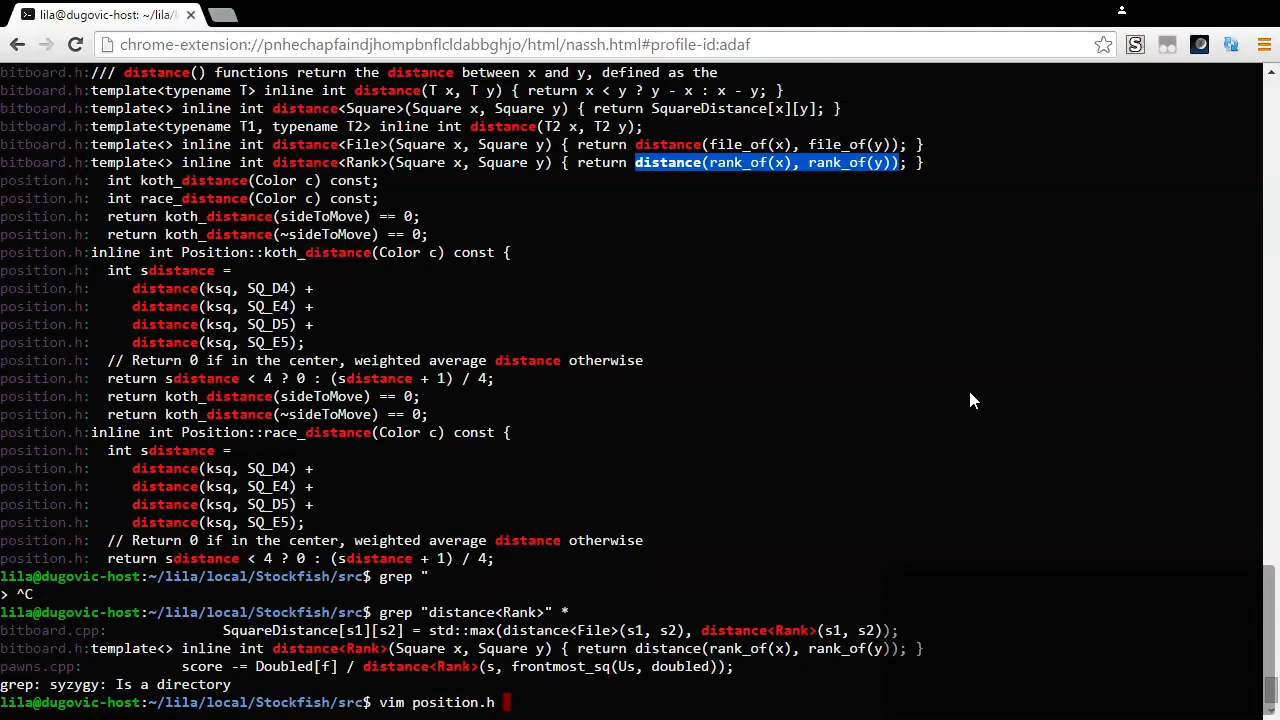 lila@dugovic-host: ~/lila/l
chrome-extension://pnhechapfaindjhompbnflcldabbghjo/html/nassh.html#profile-id:adaf
bitboard.h:/// distance() functions return the distance between x and y, defined as the
bitboard.h:template<typename T> inline int distance(T x, T y) { return x < y ? y - x : x - y; }
bitboard.h:template<> inline int distance<Square>(Square x, Square y) { return SquareDistance[x][y]; }
bitboard.h:template<typename T1, typename T2> inline int distance(T2 x, T2 y);
bitboard.h:template<> inline int distance<File>(Square x, Square y) { return distance(file_of(x), file_of(y)); }
bitboard.h:template<> inline int distance<Rank>(Square x, Square y) { return distance(rank_of(x), rank_of(y)); }
position.h:  int koth_distance(Color c) const;
position.h:  int race_distance(Color c) const;
position.h:  return koth_distance(sideToMove) == 0;
position.h:  return koth_distance(~sideToMove) == 0;
position.h:inline int Position::koth_distance(Color c) const {
position.h:  int sdistance =
position.h:     distance(ksq, SQ_D4) +
position.h:     distance(ksq, SQ_E4) +
position.h:     distance(ksq, SQ_D5) +
position.h:     distance(ksq, SQ_E5);
position.h:  // Return 0 if in the center, weighted average distance otherwise
position.h:  return sdistance < 4 ? 0 : (sdistance + 1) / 4;
position.h:  return koth_distance(sideToMove) == 0;
position.h:  return koth_distance(~sideToMove) == 0;
position.h:inline int Position::race_distance(Color c) const {
position.h:  int sdistance =
position.h:     distance(ksq, SQ_D4) +
position.h:     distance(ksq, SQ_E4) +
position.h:     distance(ksq, SQ_D5) +
position.h:     distance(ksq, SQ_E5);
position.h:  // Return 0 if in the center, weighted average distance otherwise
position.h:  return sdistance < 4 ? 0 : (sdistance + 1) / 4;
lila@dugovic-host:~/lila/local/Stockfish/src$ grep "
> ^C
lila@dugovic-host:~/lila/local/Stockfish/src$ grep "distance<Rank>" *
bitboard.cpp:              SquareDistance[s1][s2] = std::max(distance<File>(s1, s2), distance<Rank>(s1, s2));
bitboard.h:template<> inline int distance<Rank>(Square x, Square y) { return distance(rank_of(x), rank_of(y)); }
pawns.cpp:            score -= Doubled[f] / distance<Rank>(s, frontmost_sq(Us, doubled));
grep: syzygy: Is a directory
lila@dugovic-host:~/lila/local/Stockfish/src$ vim position.h